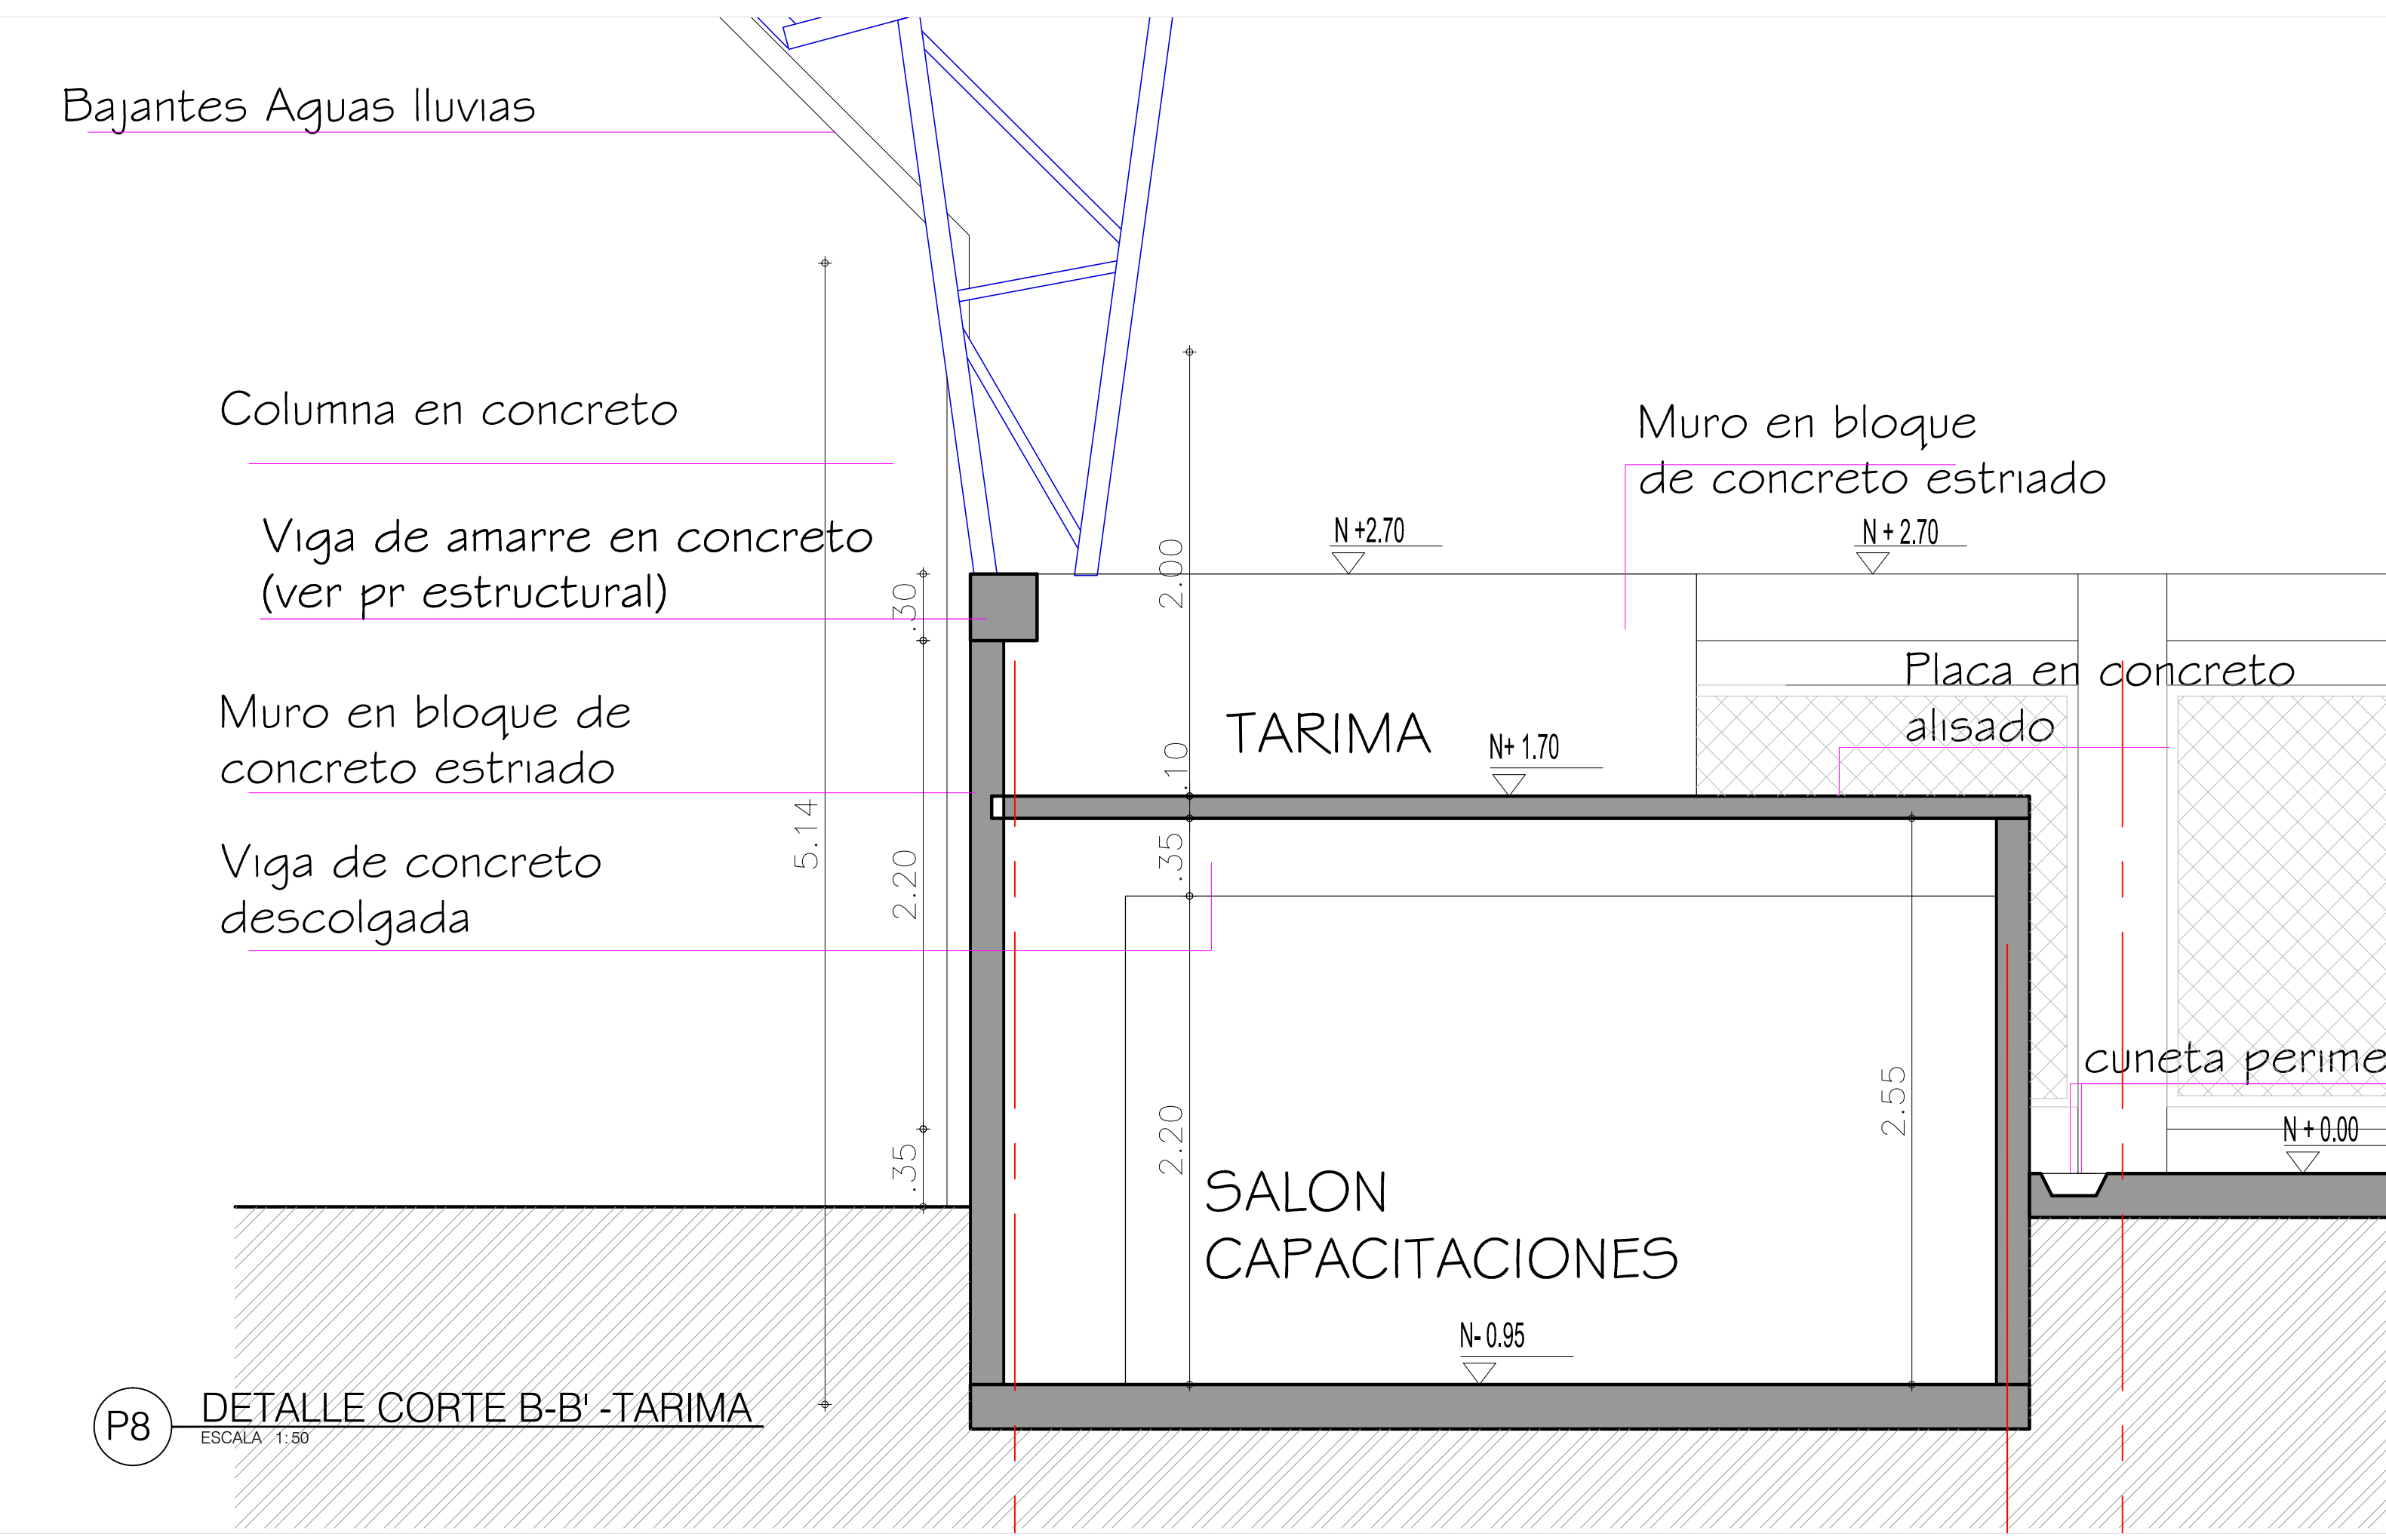 Bajantes Aguas lluvias
Columna en concreto
Viga de amarre en concreto
(ver pr estructural)
Muro en bloque de
concreto estriado
Viga de concreto
descolgada
5.14
.30
2.20
.35
2.00
.10
.35
2.20
2.55
Muro en bloque
de concreto estriado
N +2.70
N + 2.70
Placa en concreto
alisado
TARIMA
N+ 1.70
cuneta perime
N + 0.00
SALON
CAPACITACIONES
N- 0.95
P8
DETALLE CORTE B-B' -TARIMA
ESCALA 1:50